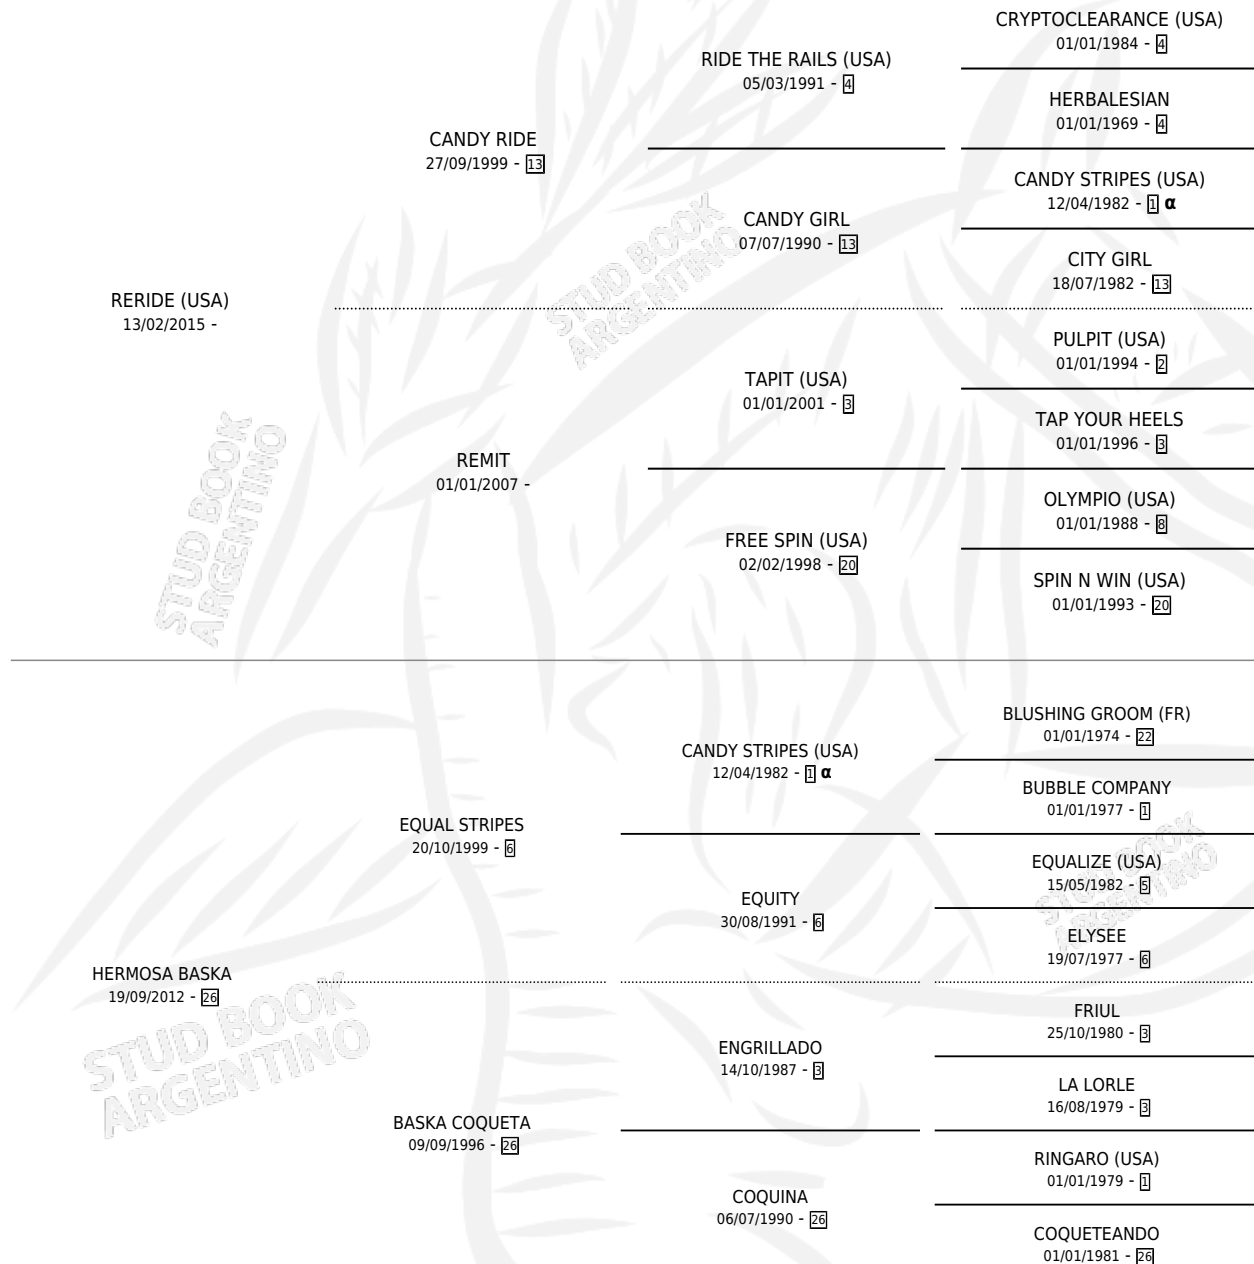 CRYPTOCLEARANCE (USA)
01/01/1984 - 4
RIDE THE RAILS (USA)
05/03/1991 - 4
HERBALESIAN
01/01/1969 - 4
CANDY RIDE
27/09/1999 - 13
CANDY STRIPES (USA)
12/04/1982 - 1 α
CANDY GIRL
07/07/1990 - 13
CITY GIRL
18/07/1982 - 13
RERIDE (USA)
13/02/2015 -
PULPIT (USA)
01/01/1994 - 2
TAPIT (USA)
01/01/2001 - 3
TAP YOUR HEELS
01/01/1996 - 3
REMIT
01/01/2007 -
OLYMPIO (USA)
01/01/1988 - 8
FREE SPIN (USA)
02/02/1998 - 20
SPIN N WIN (USA)
01/01/1993 - 20
STUD BOOK
ARGENTINO
STUD BOOK
ARGENTINO
BLUSHING GROOM (FR)
01/01/1974 - 22
CANDY STRIPES (USA)
12/04/1982 - 1 α
BUBBLE COMPANY
01/01/1977 - 1
EQUAL STRIPES
20/10/1999 - 6
EQUALIZE (USA)
15/05/1982 - 5
EQUITY
30/08/1991 - 6
ELYSEE
19/07/1977 - 6
STUD BOOK
ARGENTINO
HERMOSA BASKA
19/09/2012 - 26
FRIUL
25/10/1980 - 3
ENGRILLADO
14/10/1987 - 3
LA LORLE
16/08/1979 - 3
BASKA COQUETA
09/09/1996 - 26
RINGARO (USA)
01/01/1979 - 1
COQUINA
06/07/1990 - 26
COQUETEANDO
01/01/1981 - 26
STUD BOOK
ARGENTINO